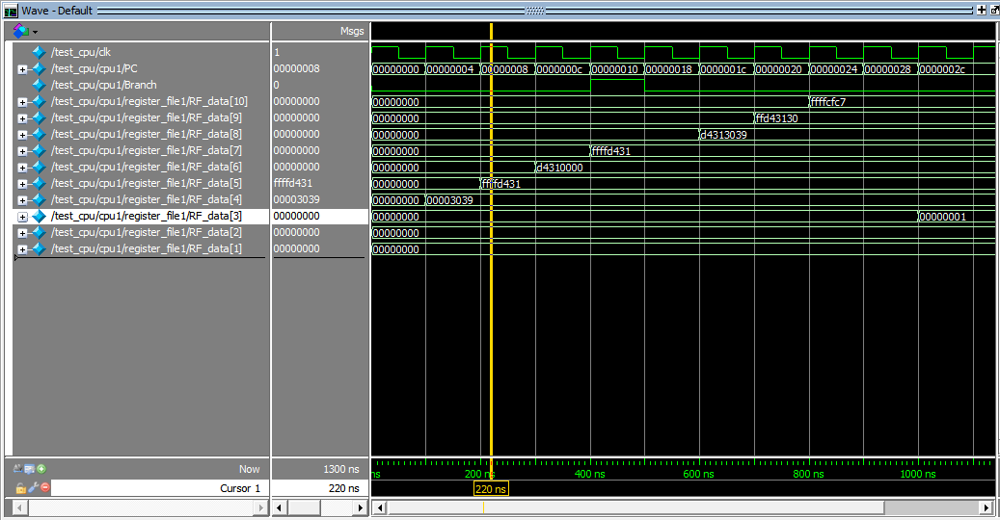 Wave - Default
Msgs
/test_cpu/clk 1
/test_cpu/cpu1/PC 00000008 00000000 00000004 00000008 0000000c 00000010 00000018 0000001c 00000020 00000024 00000028 0000002c
/test_cpu/cpu1/Branch 0
/test_cpu/cpu1/register_file1/RF_data[10] 00000000 00000000 ffffcfc7
/test_cpu/cpu1/register_file1/RF_data[9] 00000000 00000000 ffd43130
/test_cpu/cpu1/register_file1/RF_data[8] 00000000 00000000 d4313039
/test_cpu/cpu1/register_file1/RF_data[7] 00000000 00000000 ffffd431
/test_cpu/cpu1/register_file1/RF_data[6] 00000000 00000000 d4310000
/test_cpu/cpu1/register_file1/RF_data[5] ffffd431 00000000 ffffd431
/test_cpu/cpu1/register_file1/RF_data[4] 00003039 00000000 00003039
/test_cpu/cpu1/register_file1/RF_data[3] 00000000 00000000 00000001
/test_cpu/cpu1/register_file1/RF_data[2] 00000000 00000000
/test_cpu/cpu1/register_file1/RF_data[1] 00000000 00000000
Now 1300 ns ns 200 ns 400 ns 600 ns 800 ns 1000 ns
Cursor 1 220 ns 220 ns